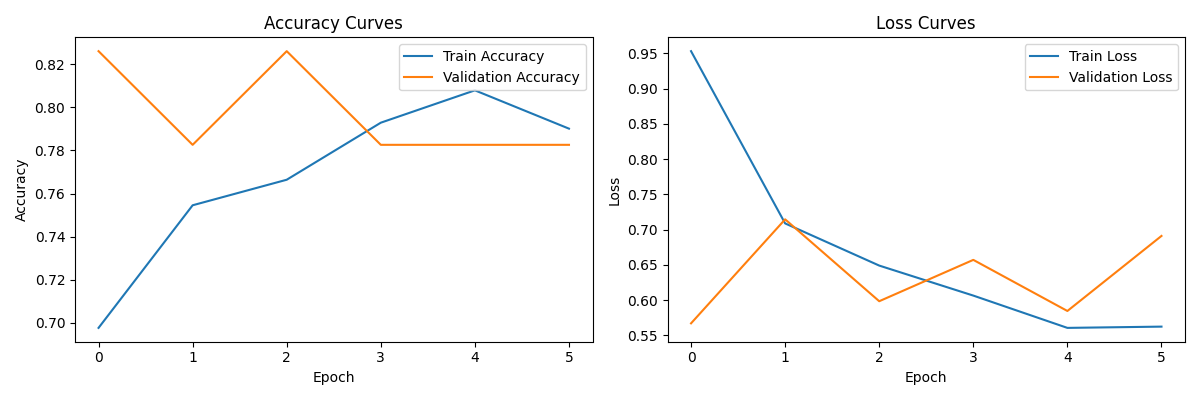 Accuracy Curves
Train Accuracy
Validation Accuracy
0.82
0.80
0.78
0.76
0.74
0.72
0.70
Accuracy
0 1 2 3 4 5
Epoch
Loss Curves
Train Loss
Validation Loss
0.95
0.90
0.85
0.80
0.75
0.70
0.65
0.60
0.55
Loss
0 1 2 3 4 5
Epoch